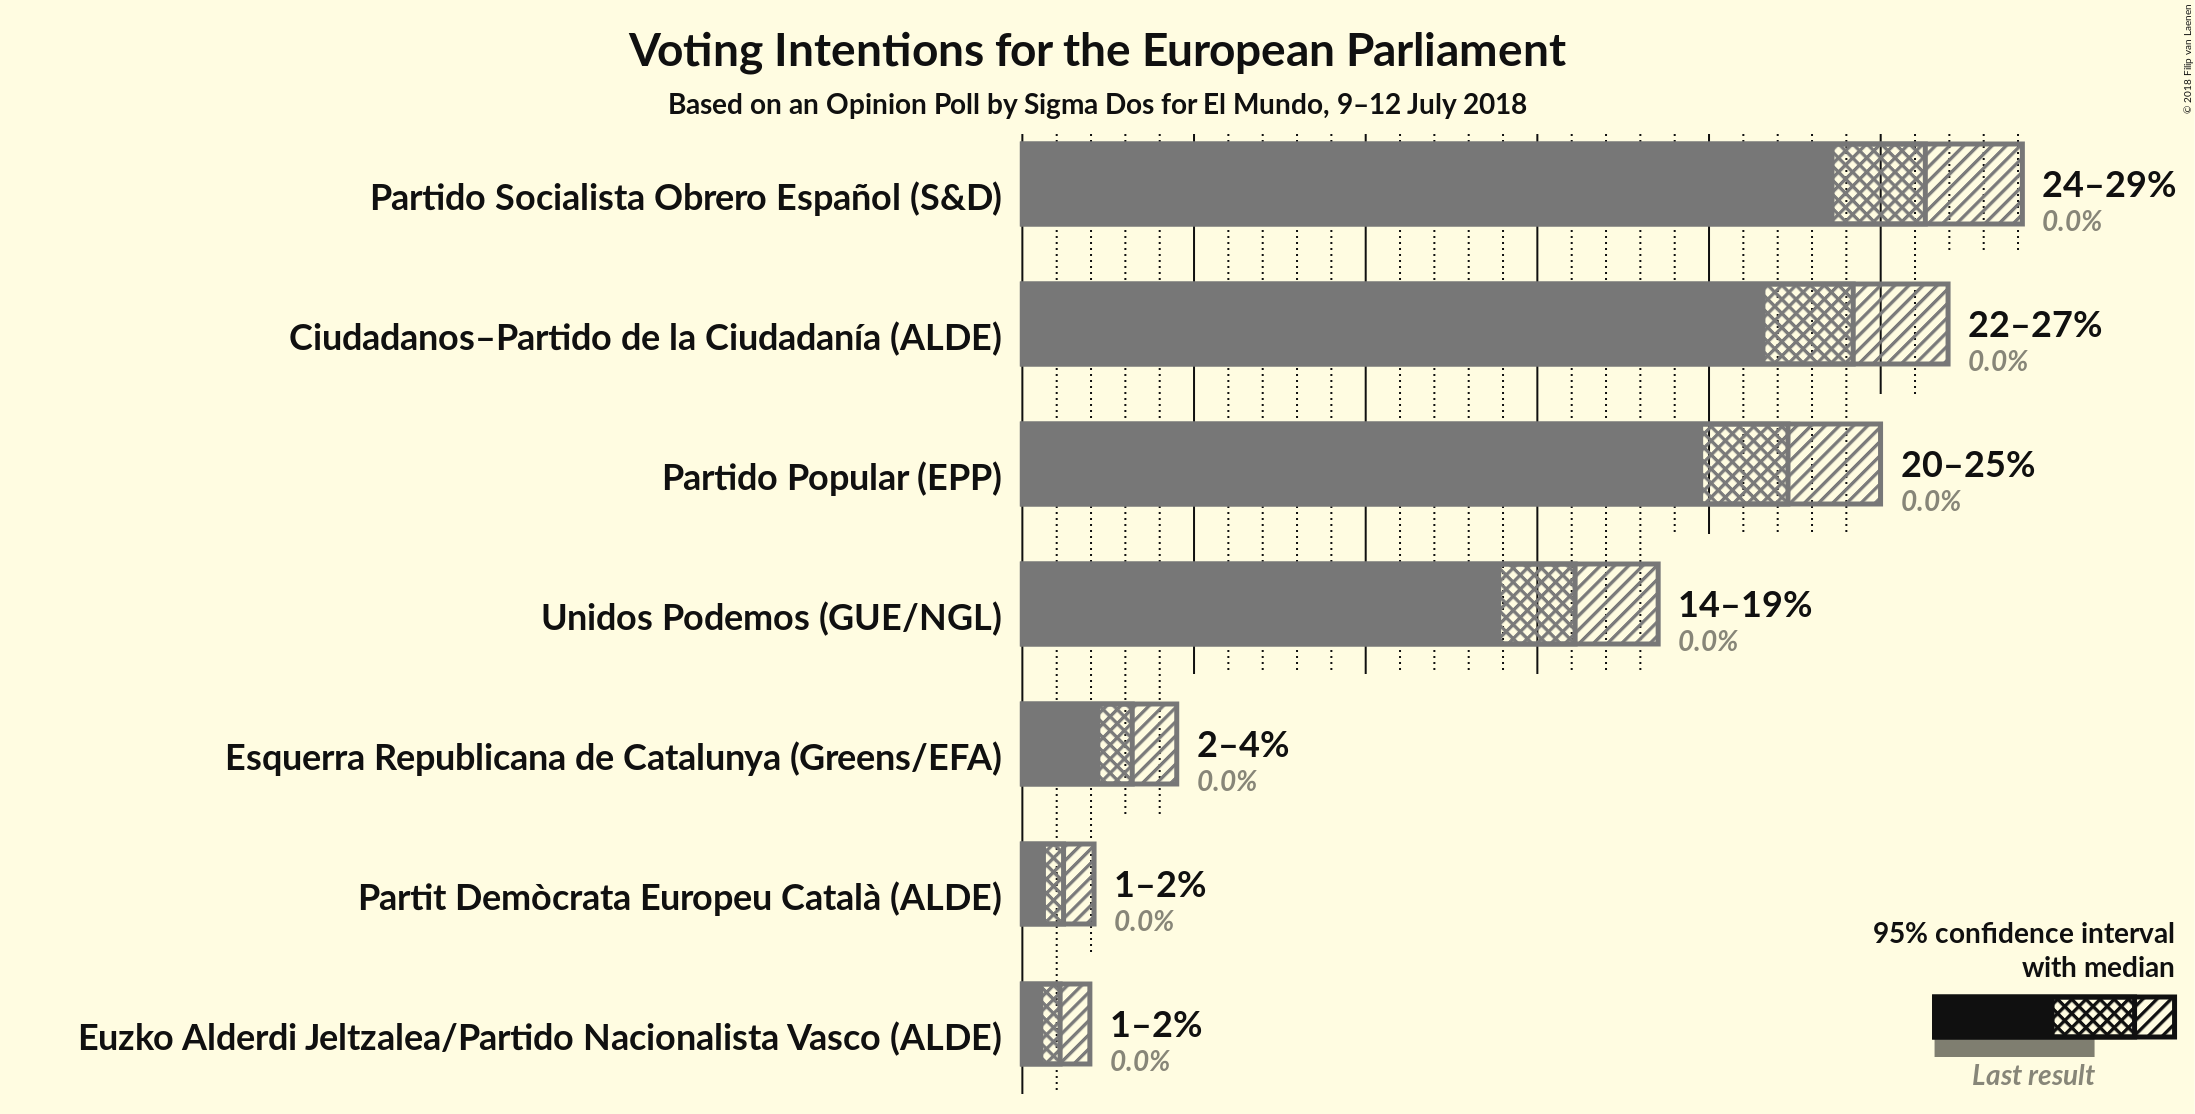 Voting Intentions for the European Parliament
Based on an Opinion Poll by Sigma Dos for El Mundo, 9–12 July 2018
© 2018 Filip van Laenen
Partido Socialista Obrero Español (S&D)
24–29%
0.0%
Ciudadanos–Partido de la Ciudadanía (ALDE)
22–27%
0.0%
Partido Popular (EPP)
20–25%
0.0%
Unidos Podemos (GUE/NGL)
14–19%
0.0%
Esquerra Republicana de Catalunya (Greens/EFA)
2–4%
0.0%
Partit Demòcrata Europeu Català (ALDE)
1–2%
0.0%
Euzko Alderdi Jeltzalea/Partido Nacionalista Vasco (ALDE)
1–2%
0.0%
95% confidence interval
with median
Last result